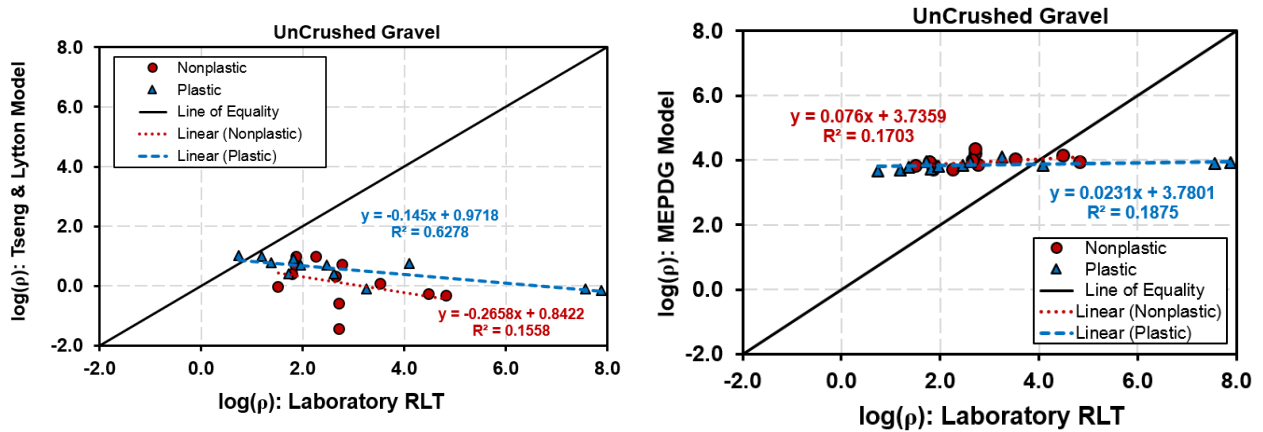 UnCrushed Gravel
log(ρ): Tseng & Lytton Model
8.0
6.0
4.0
2.0
0.0
-2.0
Nonplastic
Plastic
Line of Equality
Linear (Nonplastic)
Linear (Plastic)
y = -0.145x + 0.9718
R² = 0.6278
y = -0.2658x + 0.8422
R² = 0.1558
-2.0 0.0 2.0 4.0 6.0 8.0
log(ρ): Laboratory RLT
UnCrushed Gravel
log(ρ): MEPDG Model
8.0
6.0
4.0
2.0
0.0
-2.0
y = 0.076x + 3.7359
R² = 0.1703
y = 0.0231x + 3.7801
R² = 0.1875
Nonplastic
Plastic
Line of Equality
Linear (Nonplastic)
Linear (Plastic)
-2.0 0.0 2.0 4.0 6.0 8.0
log(ρ): Laboratory RLT